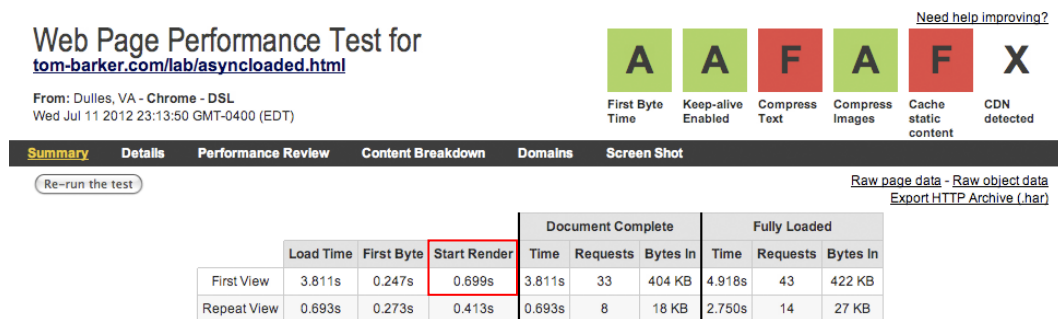 Need help improving?
Web Page Performance Test for
tom-barker.com/lab/asyncloaded.html
From: Dulles, VA - Chrome - DSL
Wed Jul 11 2012 23:13:50 GMT-0400 (EDT)
A A F A F X
First Byte Time Keep-alive Enabled Compress Text Compress Images Cache static content CDN detected
Summary Details Performance Review Content Breakdown Domains Screen Shot
Re-run the test
Raw page data - Raw object data
Export HTTP Archive (.har)
Document Complete Fully Loaded
Load Time First Byte Start Render Time Requests Bytes In Time Requests Bytes In
First View 3.811s 0.247s 0.699s 3.811s 33 404 KB 4.918s 43 422 KB
Repeat View 0.693s 0.273s 0.413s 0.693s 8 18 KB 2.750s 14 27 KB